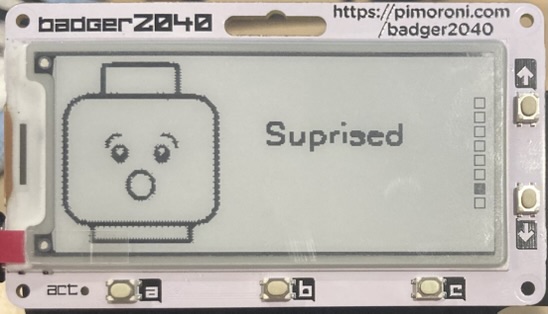 badger2040
https://pimoroni.com
/badger2040
Suprised
act
a
b
c